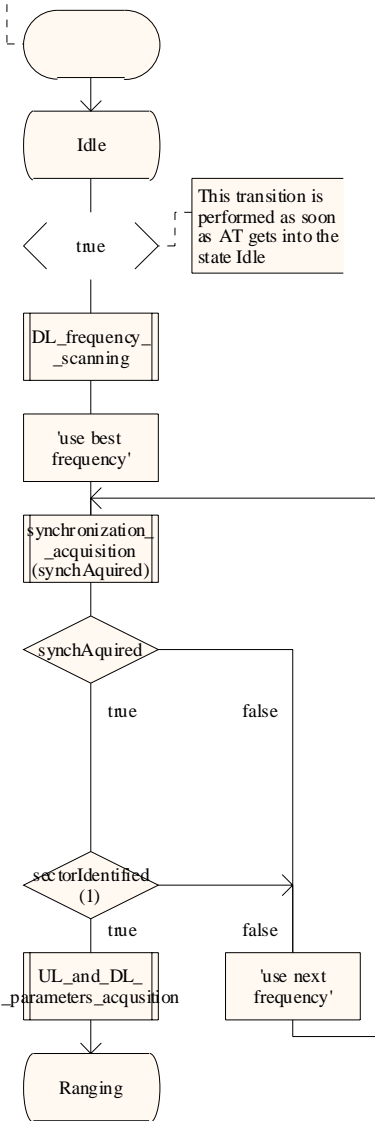 Idle
This transition is
performed as soon
as AT gets into the
state Idle
true
DL_frequency_
_scanning
'use best
frequency'
synchronization_
_acquisition
(synchAquired)
synchAquired
true
false
sectorIdentified
(1)
true
false
UL_and_DL_
_parameters_acqusition
'use next
frequency'
Ranging